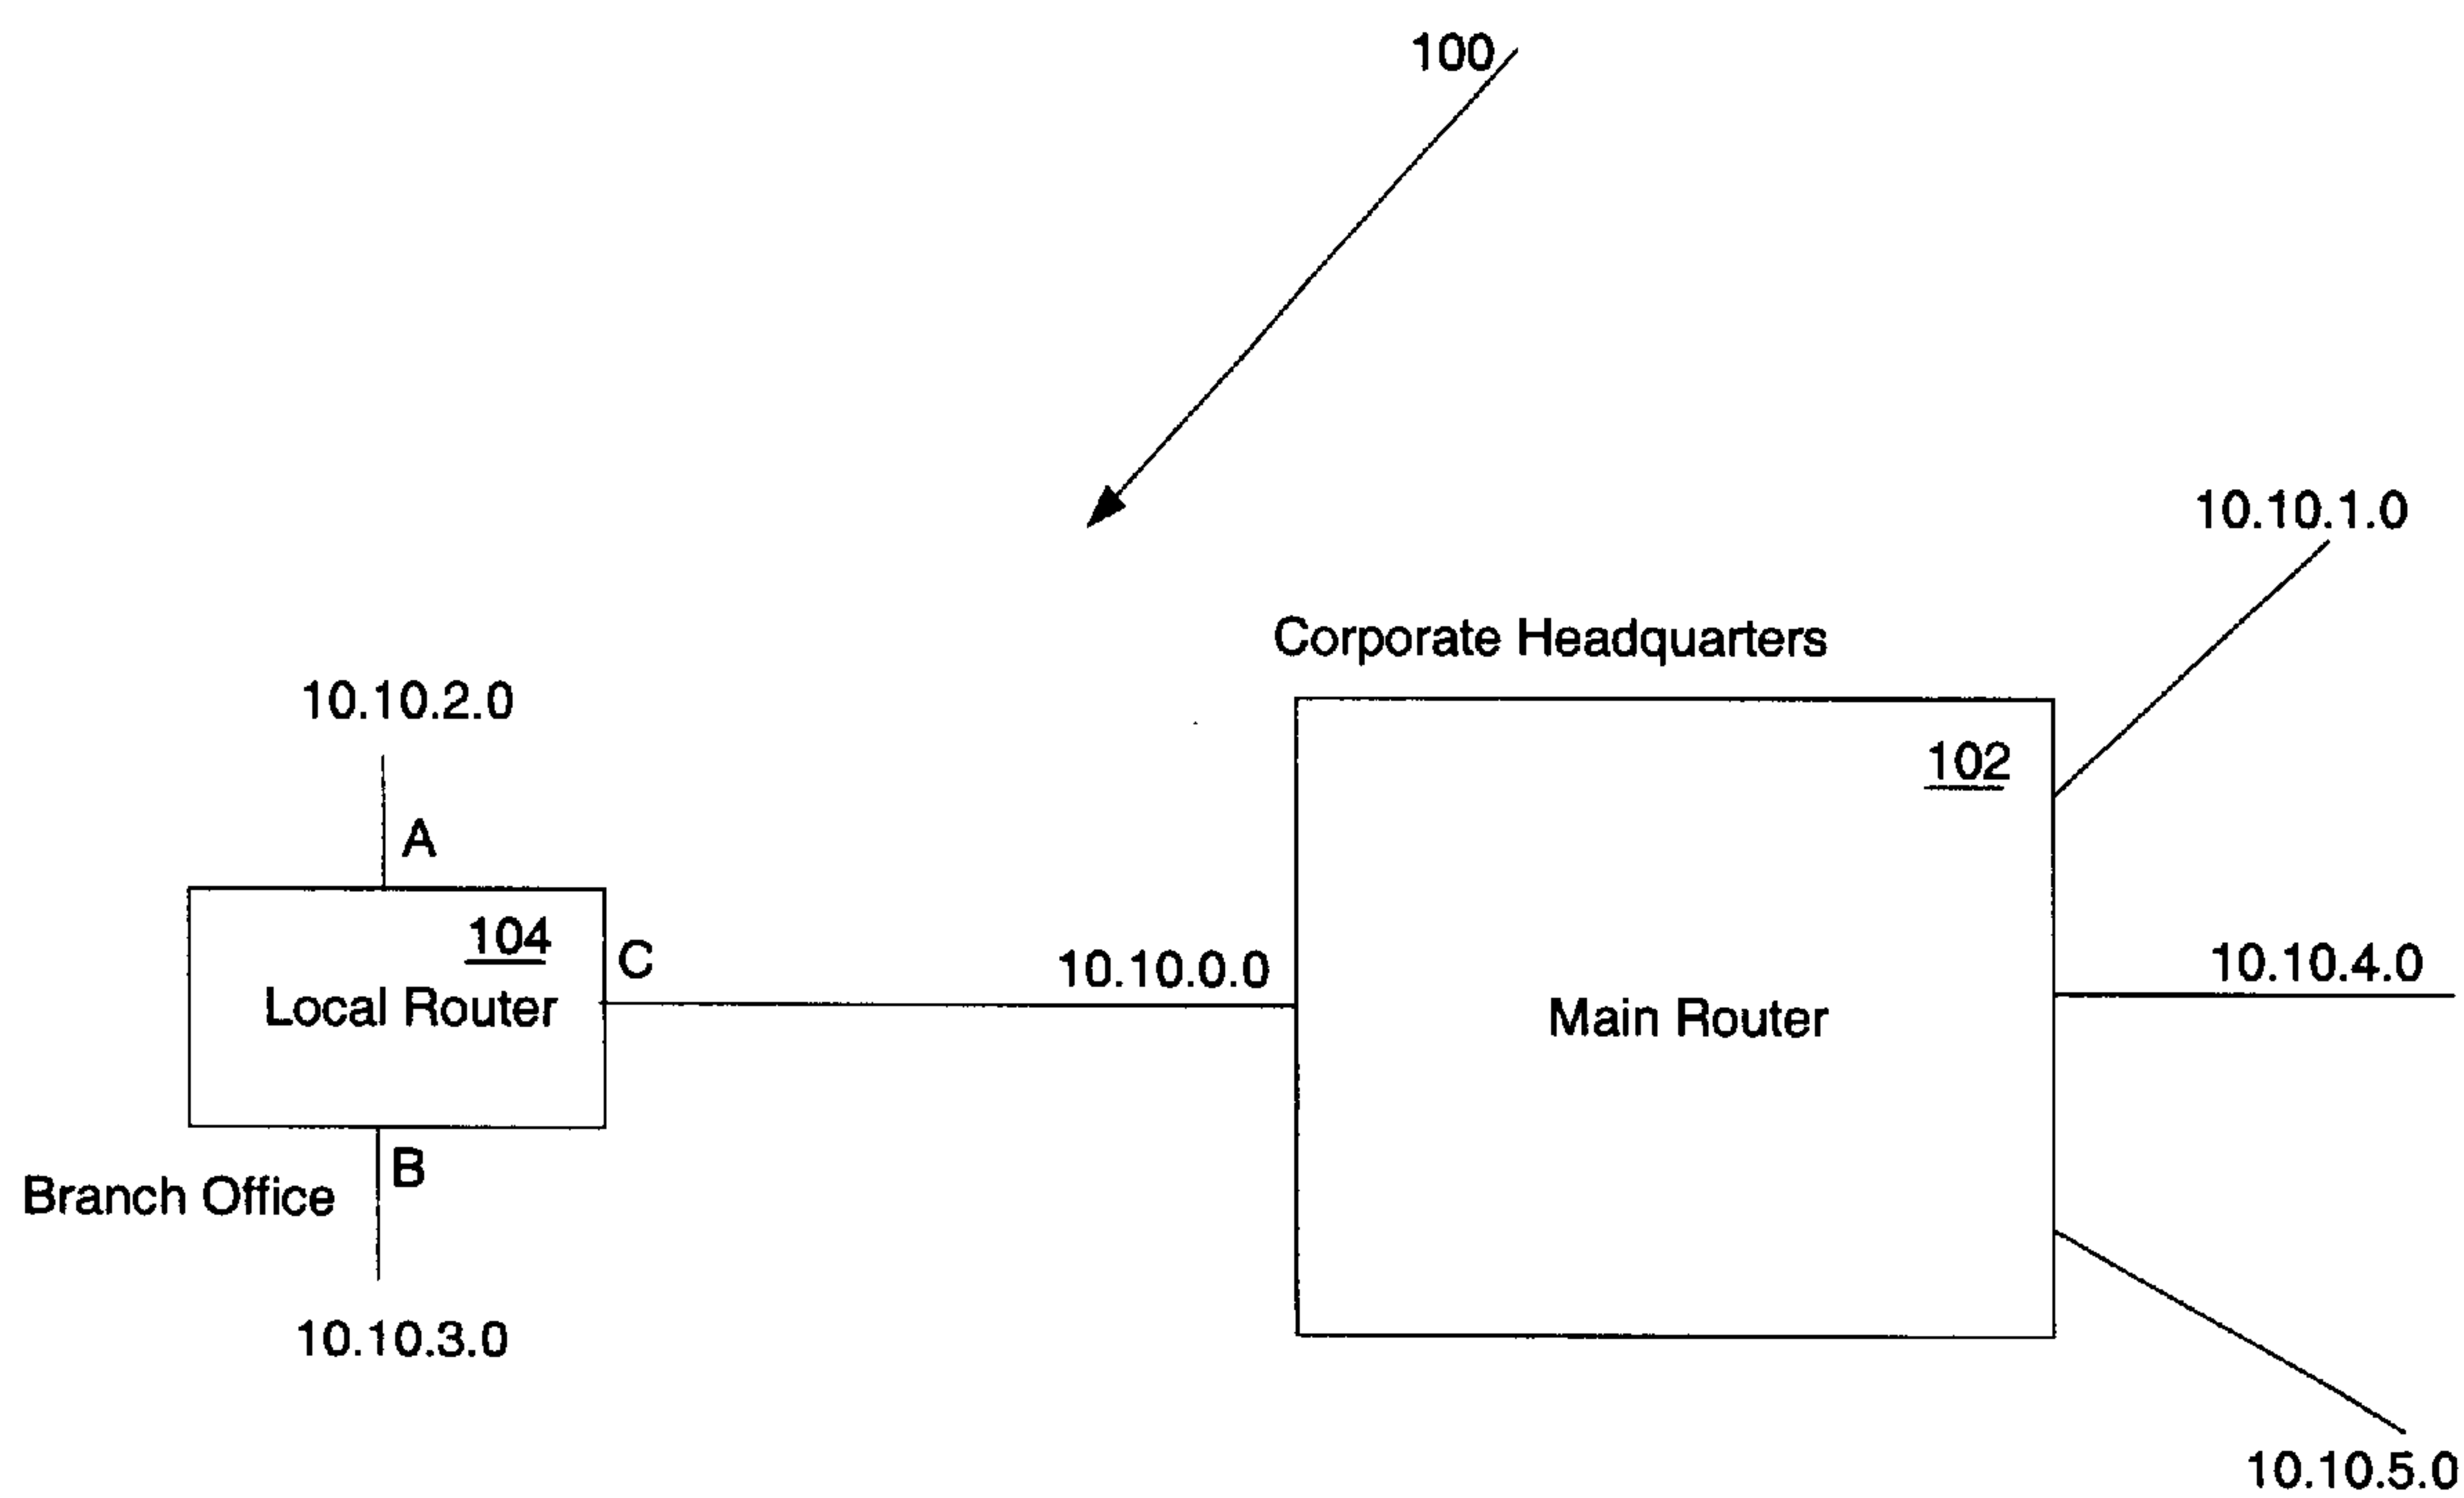 100
10.10.1.0
Corporate Headquarters
10.10.2.0
102
A
104
C
10.10.0.0
10.10.4.0
Local Router
Main Router
B
Branch Office
10.10.3.0
10.10.5.0